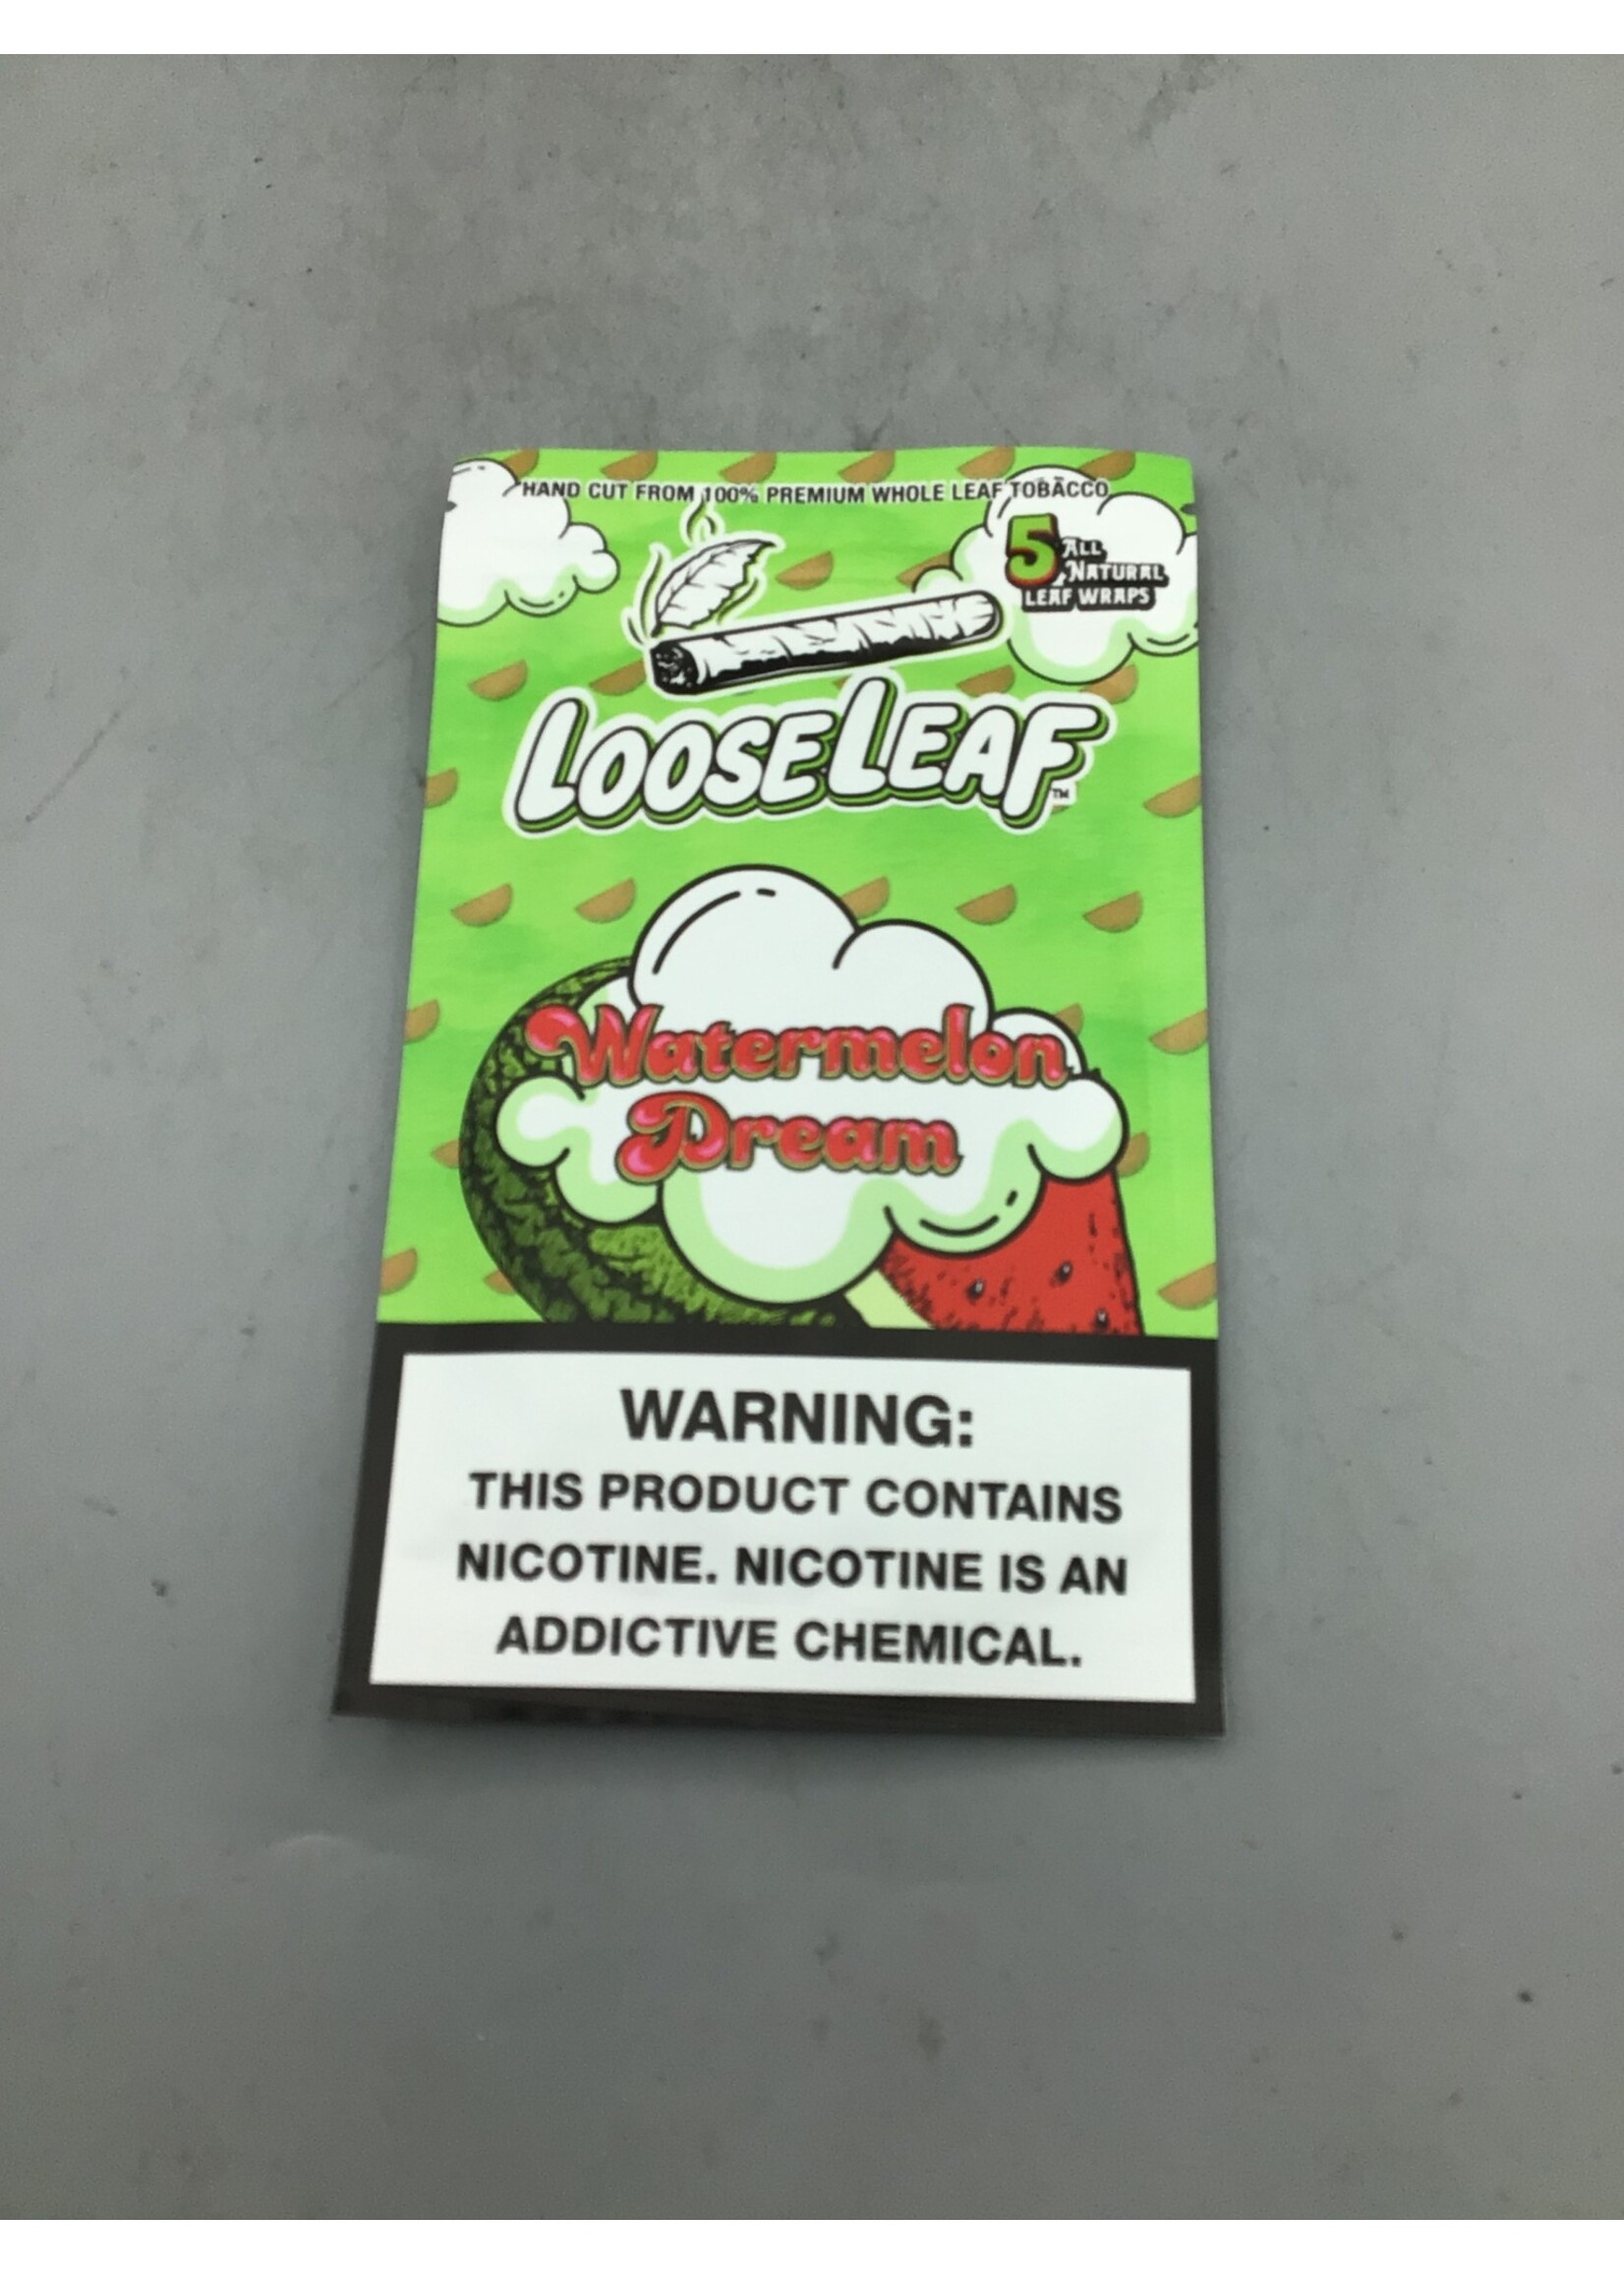 HAND CUT FROM 100% PREMIUM WHOLE LEAF TOBACCO
5 ALL
NATURAL
LEAF WRAPS
LOOSELEAF™
Watermelon
Dream
WARNING:
THIS PRODUCT CONTAINS
NICOTINE. NICOTINE IS AN
ADDICTIVE CHEMICAL.